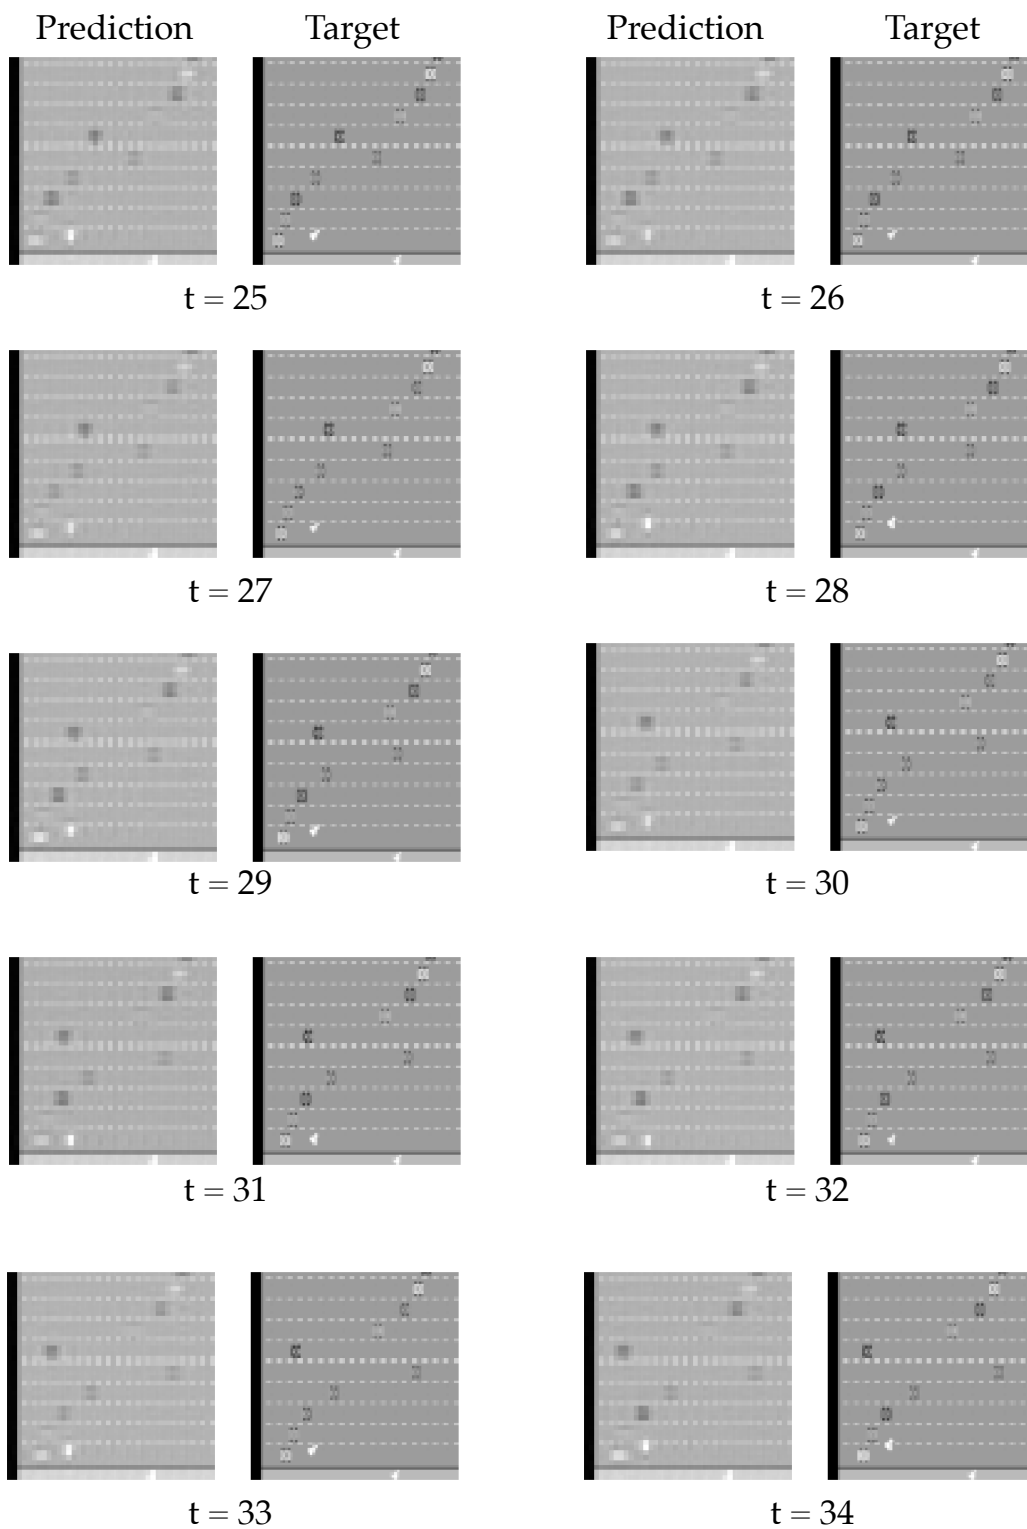 Prediction Target Prediction Target
t = 25 t = 26
t = 27 t = 28
t = 29 t = 30
t = 31 t = 32
t = 33 t = 34